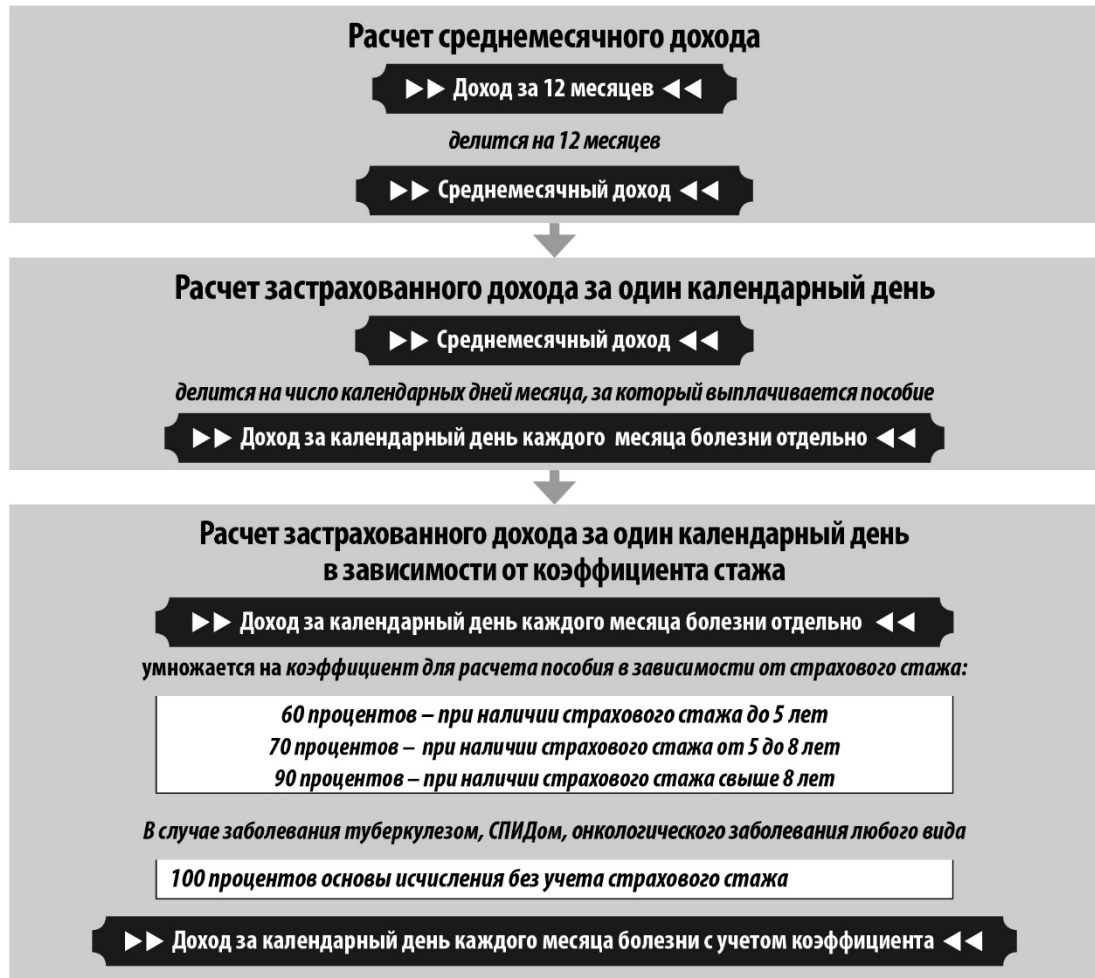 Расчет среднемесячного дохода
▶▶ Доход за 12 месяцев ◀◀
делится на 12 месяцев
▶▶ Среднемесячный доход ◀◀
Расчет застрахованного дохода за один календарный день
▶▶ Среднемесячный доход ◀◀
делится на число календарных дней месяца, за который выплачивается пособие
▶▶ Доход за календарный день каждого месяца болезни отдельно ◀◀
Расчет застрахованного дохода за один календарный день
в зависимости от коэффициента стажа
▶▶ Доход за календарный день каждого месяца болезни отдельно ◀◀
умножается на коэффициент для расчета пособия в зависимости от страхового стажа:
60 процентов – при наличии страхового стажа до 5 лет
70 процентов – при наличии страхового стажа от 5 до 8 лет
90 процентов – при наличии страхового стажа свыше 8 лет
В случае заболевания туберкулезом, СПИДом, онкологического заболевания любого вида
100 процентов основы исчисления без учета страхового стажа
▶▶ Доход за календарный день каждого месяца болезни с учетом коэффициента ◀◀